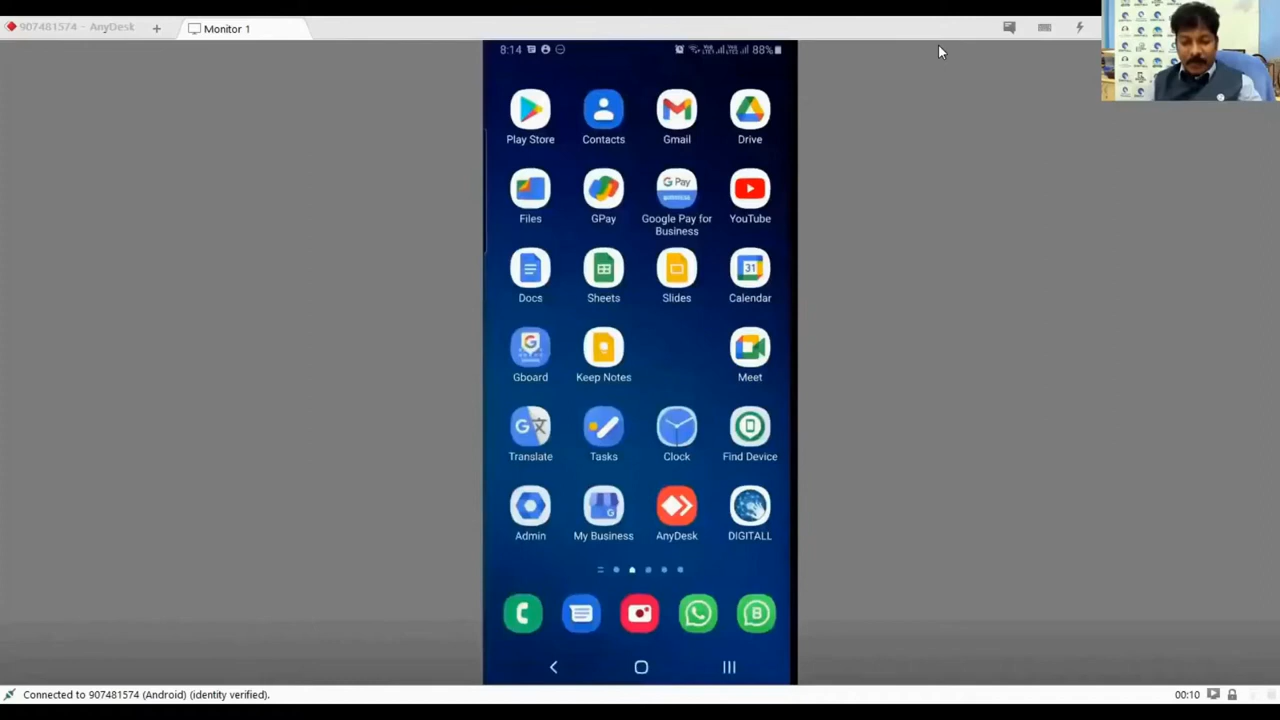 907481574 – AnyDesk
Monitor 1
8:14
88%
Play Store
Contacts
Gmail
Drive
Files
GPay
G Pay
Google Pay for
Business
YouTube
Docs
Sheets
Slides
31
Calendar
Gboard
Keep Notes
Meet
Translate
Tasks
Clock
Find Device
Admin
My Business
AnyDesk
DIGITALL
Connected to 907481574 (Android) (identity verified).
00:10